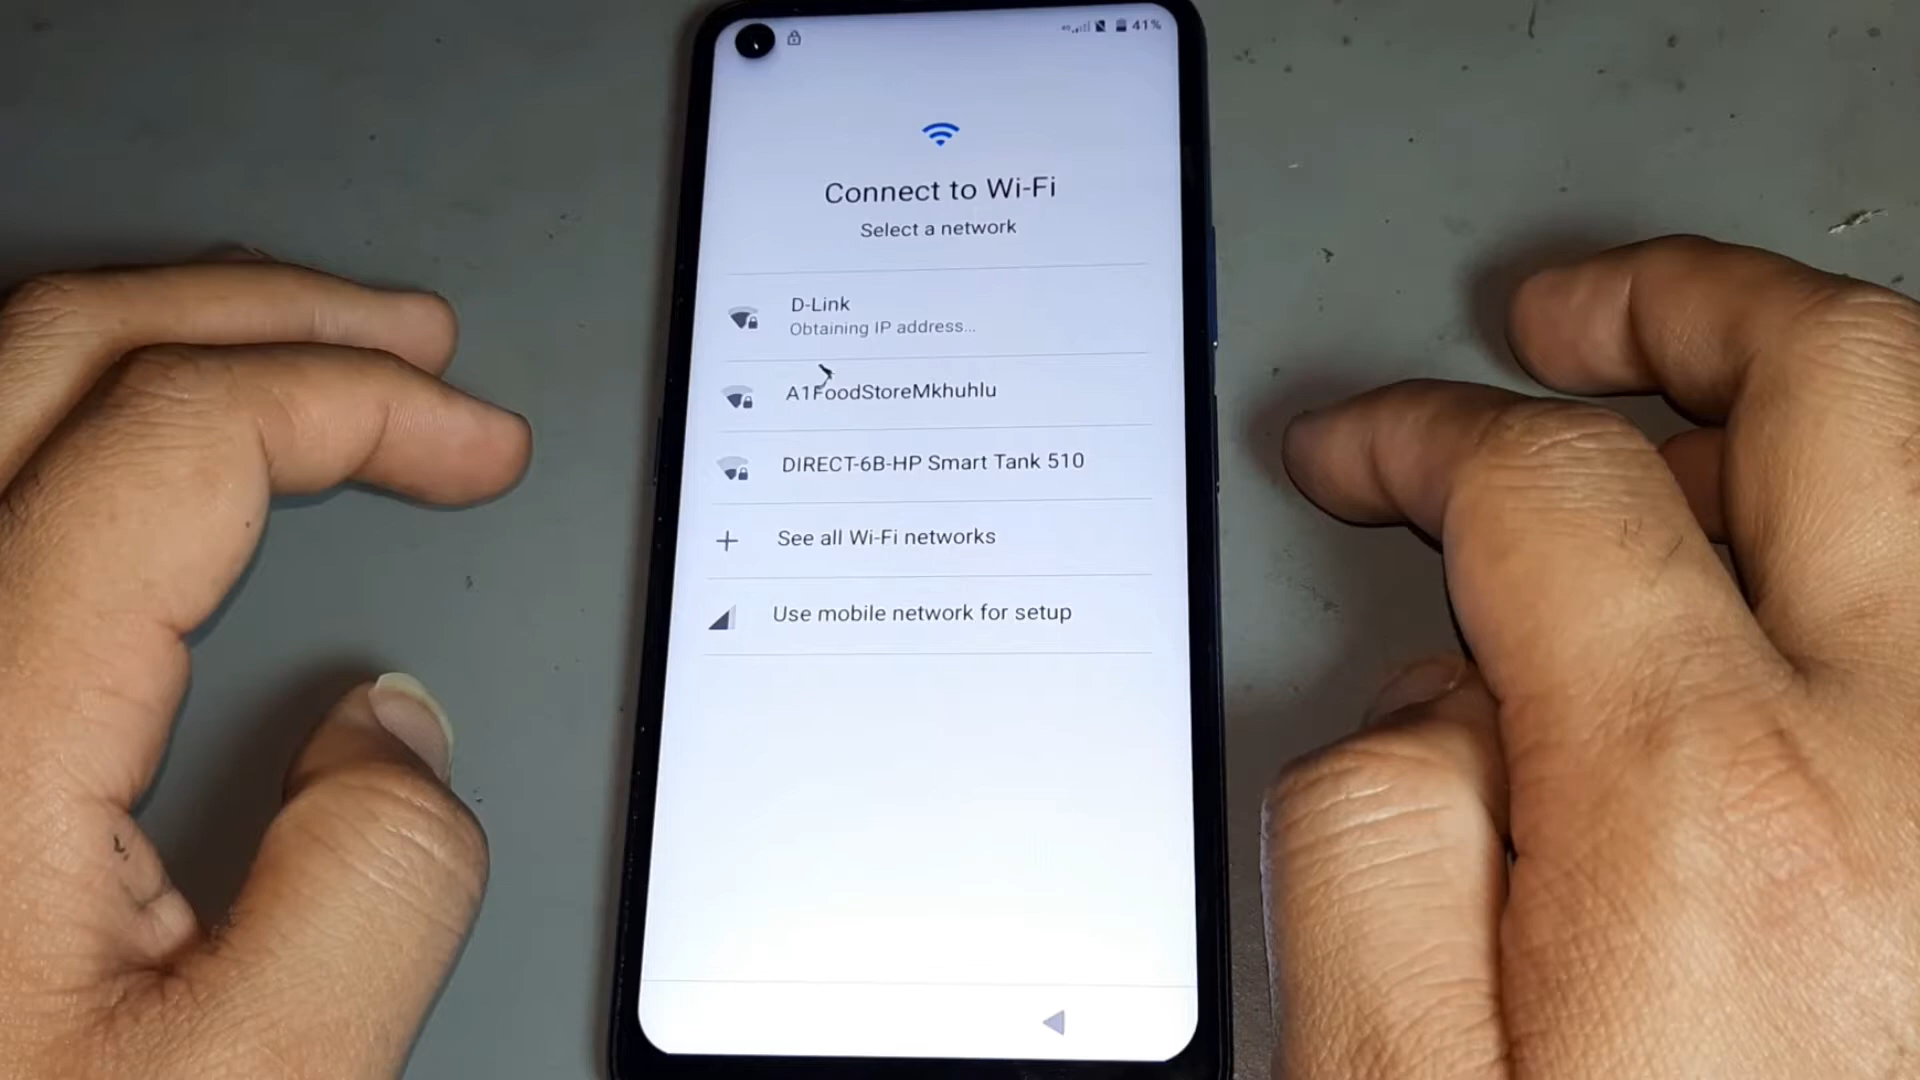 41%
Connect to Wi-Fi
Select a network
D-Link
Obtaining IP address...
A1FoodStoreMkhuhlu
DIRECT-6B-HP Smart Tank 510
See all Wi-Fi networks
Use mobile network for setup